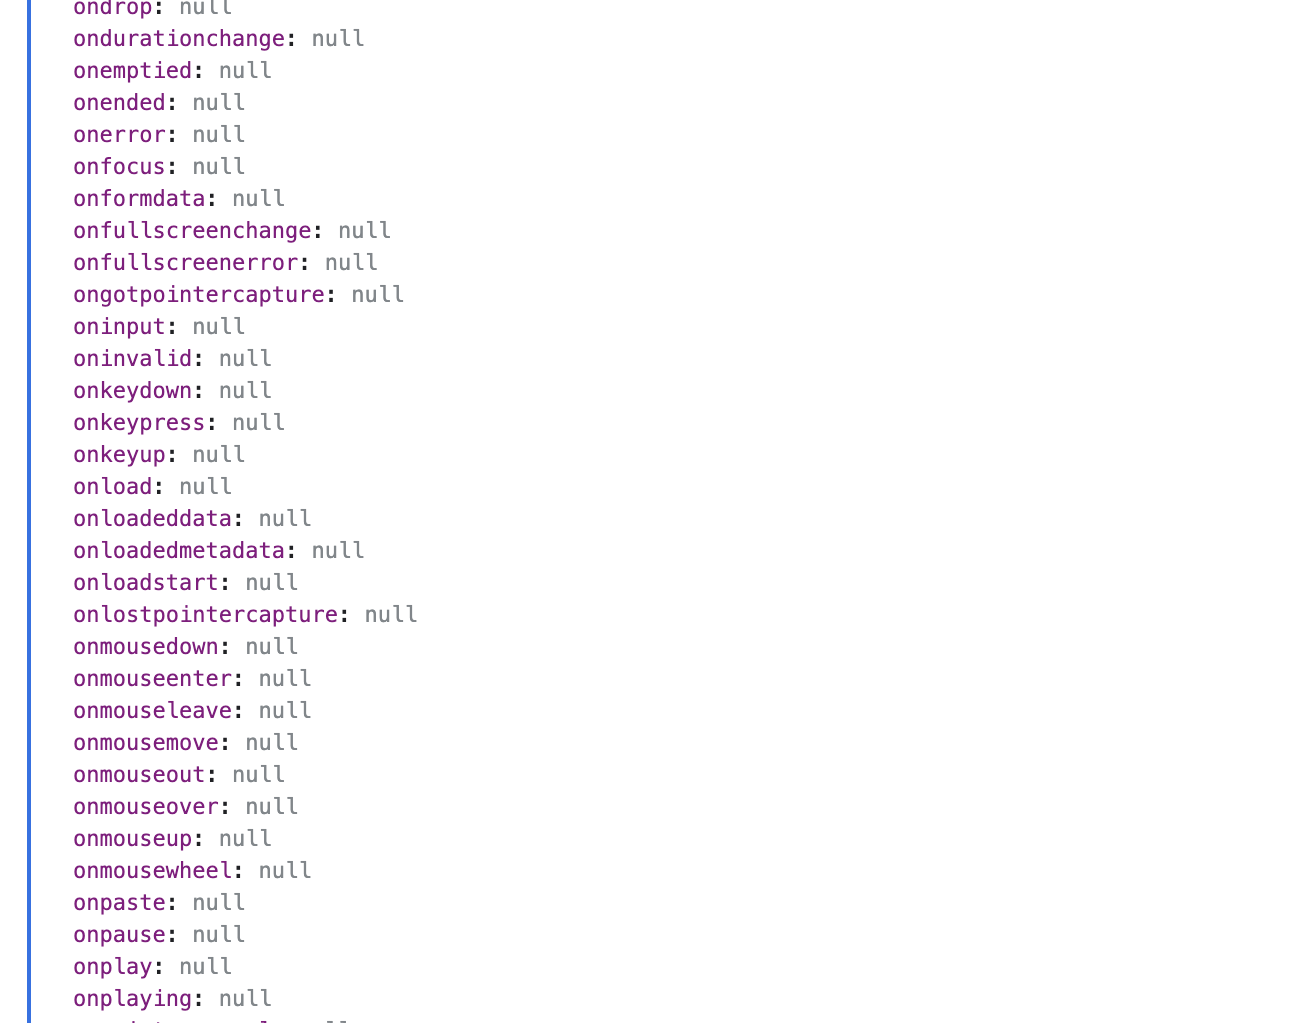 ondrop: null
ondurationchange: null
onemptied: null
onended: null
onerror: null
onfocus: null
onformdata: null
onfullscreenchange: null
onfullscreenerror: null
ongotpointercapture: null
oninput: null
oninvalid: null
onkeydown: null
onkeypress: null
onkeyup: null
onload: null
onloadeddata: null
onloadedmetadata: null
onloadstart: null
onlostpointercapture: null
onmousedown: null
onmouseenter: null
onmouseleave: null
onmousemove: null
onmouseout: null
onmouseover: null
onmouseup: null
onmousewheel: null
onpaste: null
onpause: null
onplay: null
onplaying: null